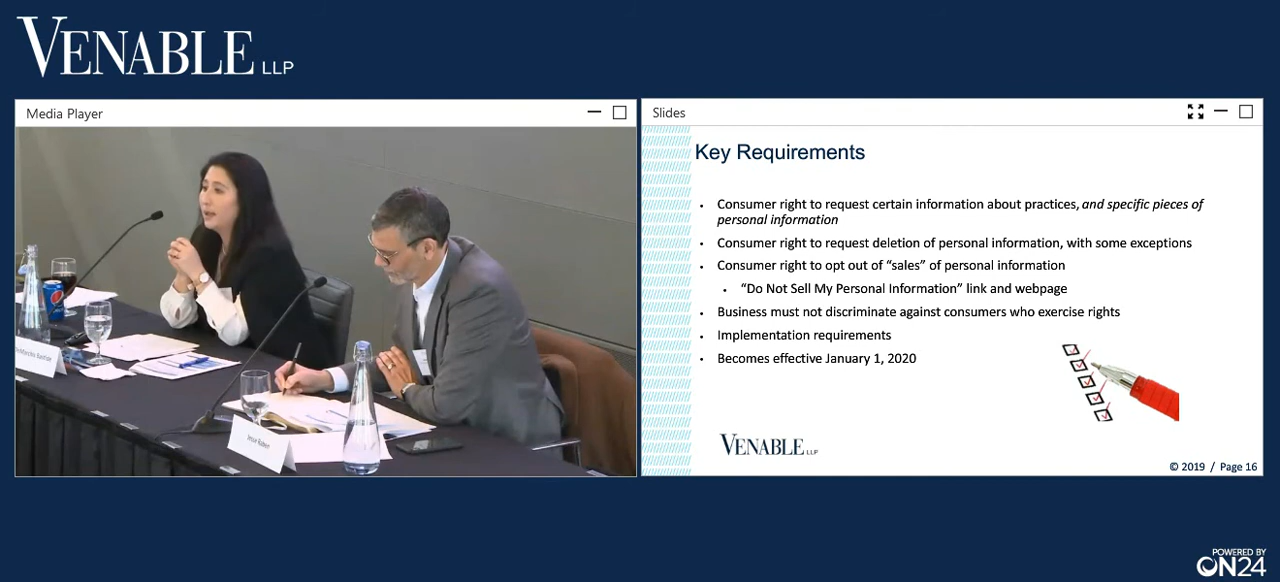 VENABLE LLP
Media Player
Slides
Key Requirements
• Consumer right to request certain information about practices, and specific pieces of
personal information
• Consumer right to request deletion of personal information, with some exceptions
• Consumer right to opt out of “sales” of personal information
• “Do Not Sell My Personal Information” link and webpage
• Business must not discriminate against consumers who exercise rights
• Implementation requirements
• Becomes effective January 1, 2020
VENABLE LLP
© 2019 / Page 16
pepsi
Jesse Robert
POWERED BY
ON24